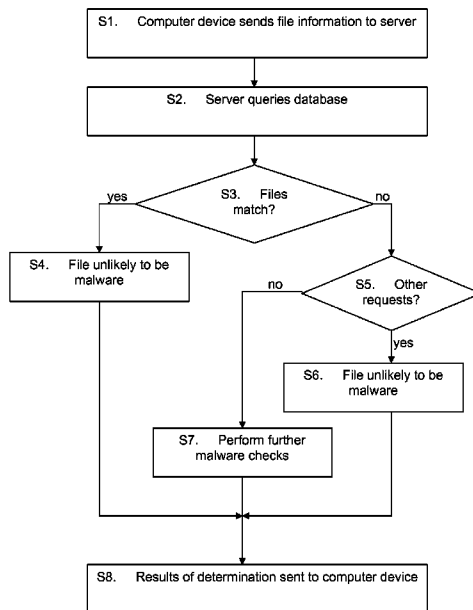 S1. Computer device sends file information to server
S2. Server queries database
S3. Files
match?
yes
no
S4. File unlikely to be
malware
S5. Other
requests?
no
yes
S6. File unlikely to be
malware
S7. Perform further
malware checks
S8. Results of determination sent to computer device